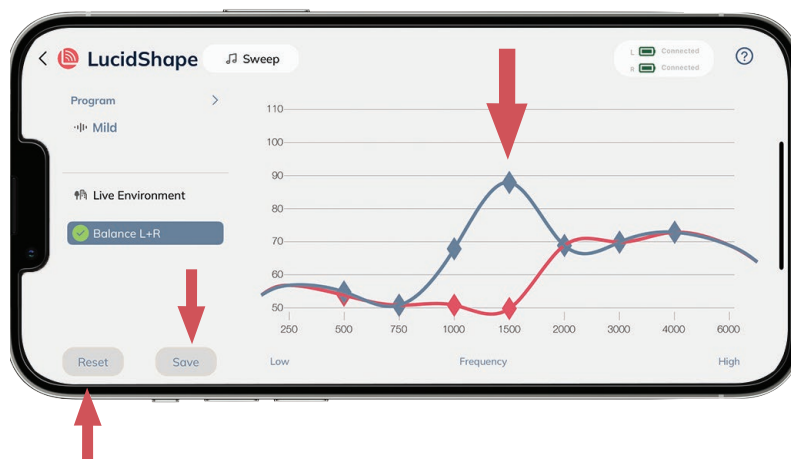 LucidShape
Sweep
L Connected
R Connected
?
Program
Mild
Live Environment
Balance L+R
Reset
Save
110
100
90
80
70
60
50
250 500 750 1000 1500 2000 3000 4000 6000
Low Frequency High